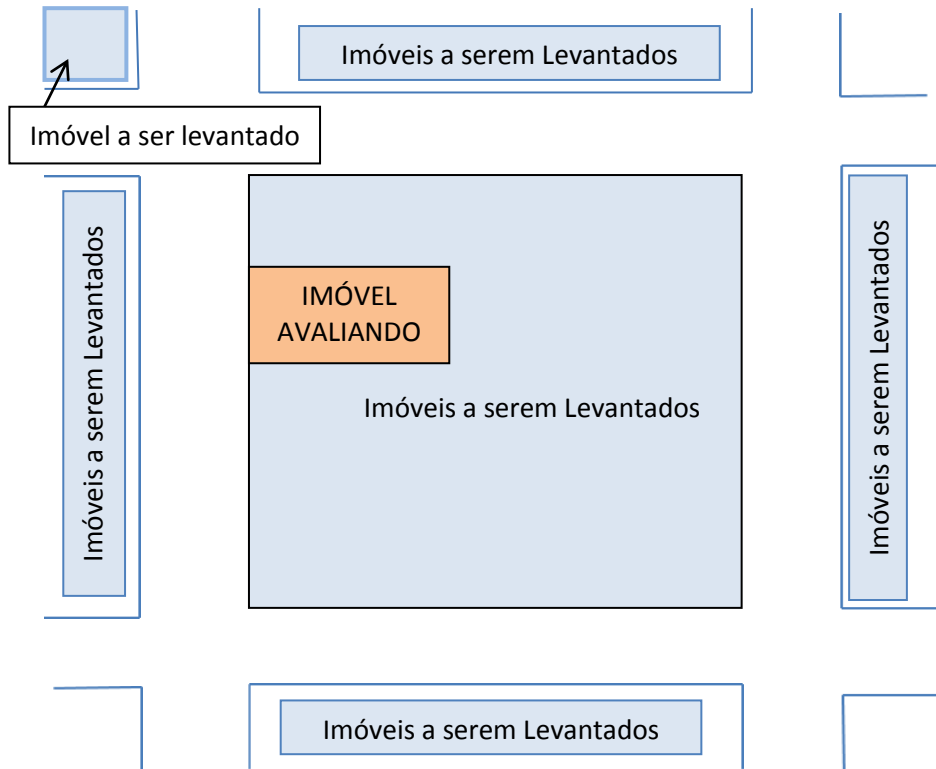 Imóveis a serem Levantados
Imóvel a ser levantado
Imóveis a serem Levantados
IMÓVEL
AVALIANDO
Imóveis a serem Levantados
Imóveis a serem Levantados
Imóveis a serem Levantados